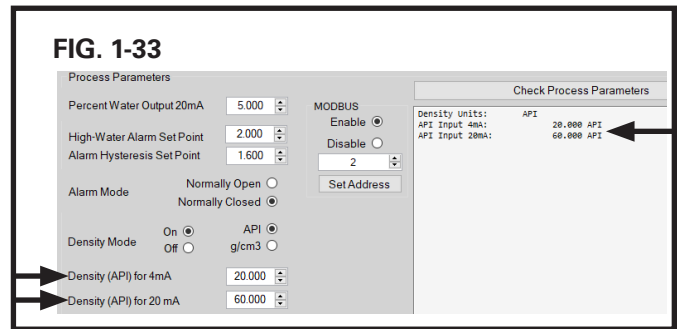 FIG. 1-33
Process Parameters
Percent Water Output 20mA 5.000
High-Water Alarm Set Point 2.000
Alarm Hysteresis Set Point 1.600
Alarm Mode
Normally Open
Normally Closed
Density Mode
On API
Off g/cm3
Density (API) for 4mA 20.000
Density (API) for 20 mA 60.000
MODBUS
Enable
Disable
2
Set Address
Check Process Parameters
Density Units: API
API Input 4mA: 20.000 API
API Input 20mA: 60.000 API